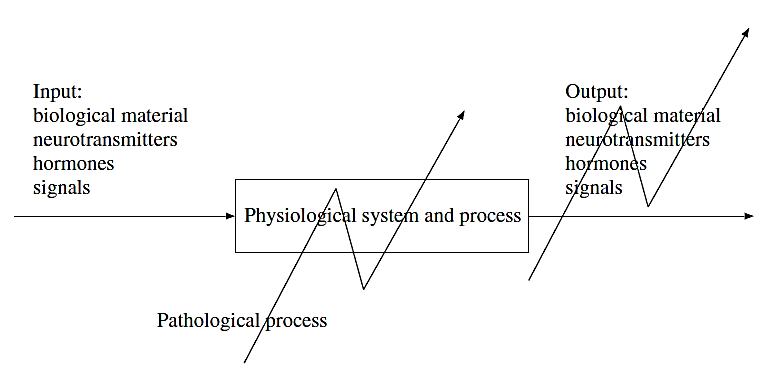 Input:
biological material
neurotransmitters
hormones
signals
Output:
biological material
neurotransmitters
hormones
signals
Physiological system and process
Pathological process